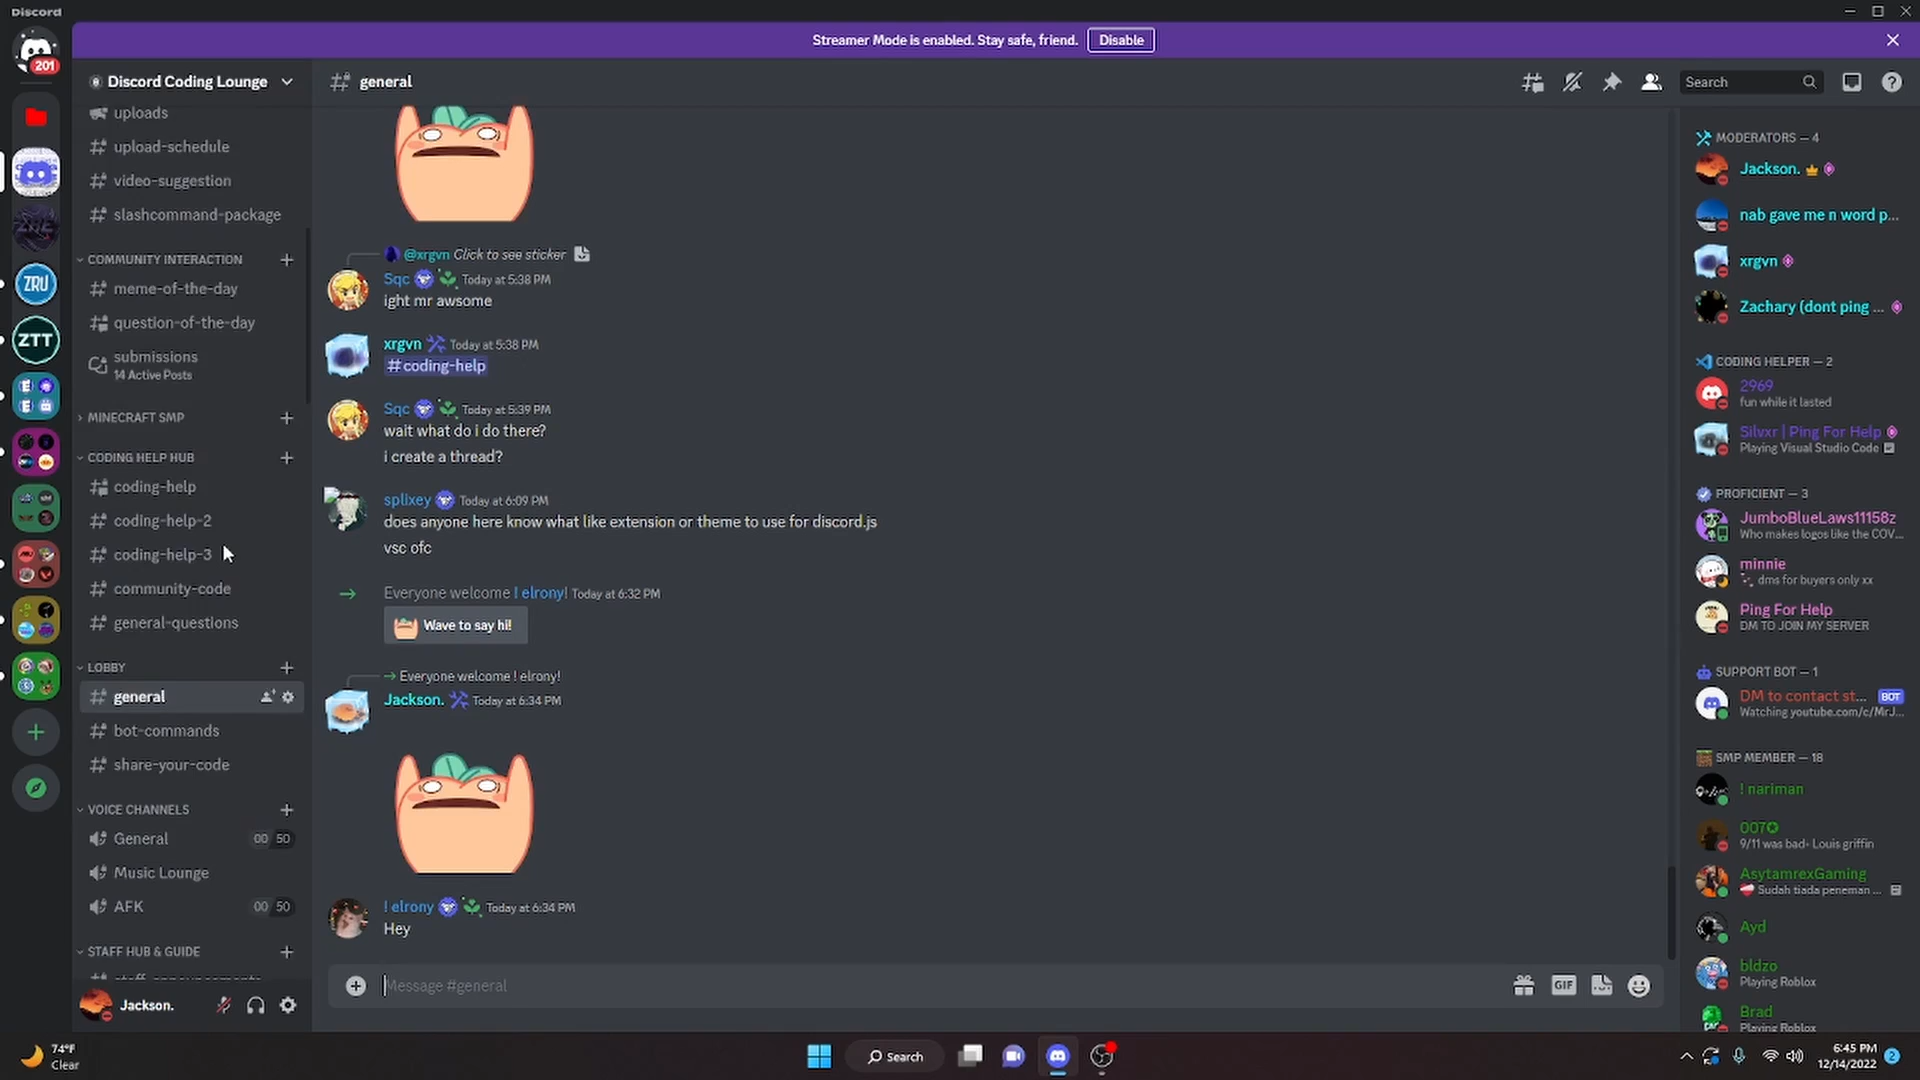 Discord
Streamer Mode is enabled. Stay safe, friend.
Disable
201
Discord Coding Lounge
general
Search
uploads
upload-schedule
video-suggestion
slashcommand-package
COMMUNITY INTERACTION
meme-of-the-day
question-of-the-day
submissions
14 Active Posts
MINECRAFT SMP
CODING HELP HUB
coding-help
coding-help-2
coding-help-3
community-code
general-questions
LOBBY
general
bot-commands
share-your-code
VOICE CHANNELS
General
00 50
Music Lounge
AFK
00 50
STAFF HUB & GUIDE
Jackson.
ZRU
ZTT
@xrgvn Click to see sticker
Sqc Today at 5:38 PM
ight mr awsome
xrgvn Today at 5:38 PM
#coding-help
Sqc Today at 5:39 PM
wait what do i do there?
i create a thread?
splixey Today at 6:09 PM
does anyone here know what like extension or theme to use for discord.js
vsc ofc
Everyone welcome ! elrony! Today at 6:32 PM
Wave to say hi!
Everyone welcome ! elrony!
Jackson. Today at 6:34 PM
! elrony Today at 6:34 PM
Hey
Message #general
GIF
MODERATORS — 4
Jackson.
nab gave me n word p...
xrgvn
Zachary (dont ping ...
CODING HELPER — 2
2969
fun while it lasted
Silvxr | Ping For Help
Playing Visual Studio Code
PROFICIENT — 3
JumboBlueLaws11158z
Who makes logos like the COV...
minnie
dms for buyers only xx
Ping For Help
DM TO JOIN MY SERVER
SUPPORT BOT — 1
DM to contact st... BOT
Watching youtube.com/c/MrJ...
SMP MEMBER — 18
! nariman
007✪
9/11 was bad- Louis griffin
AsytamrexGaming
Sudah tiada peneman ...
Ayd
bldzo
Playing Roblox
Brad
Playing Roblox
74°F
Clear
Search
6:45 PM
12/14/2022
2